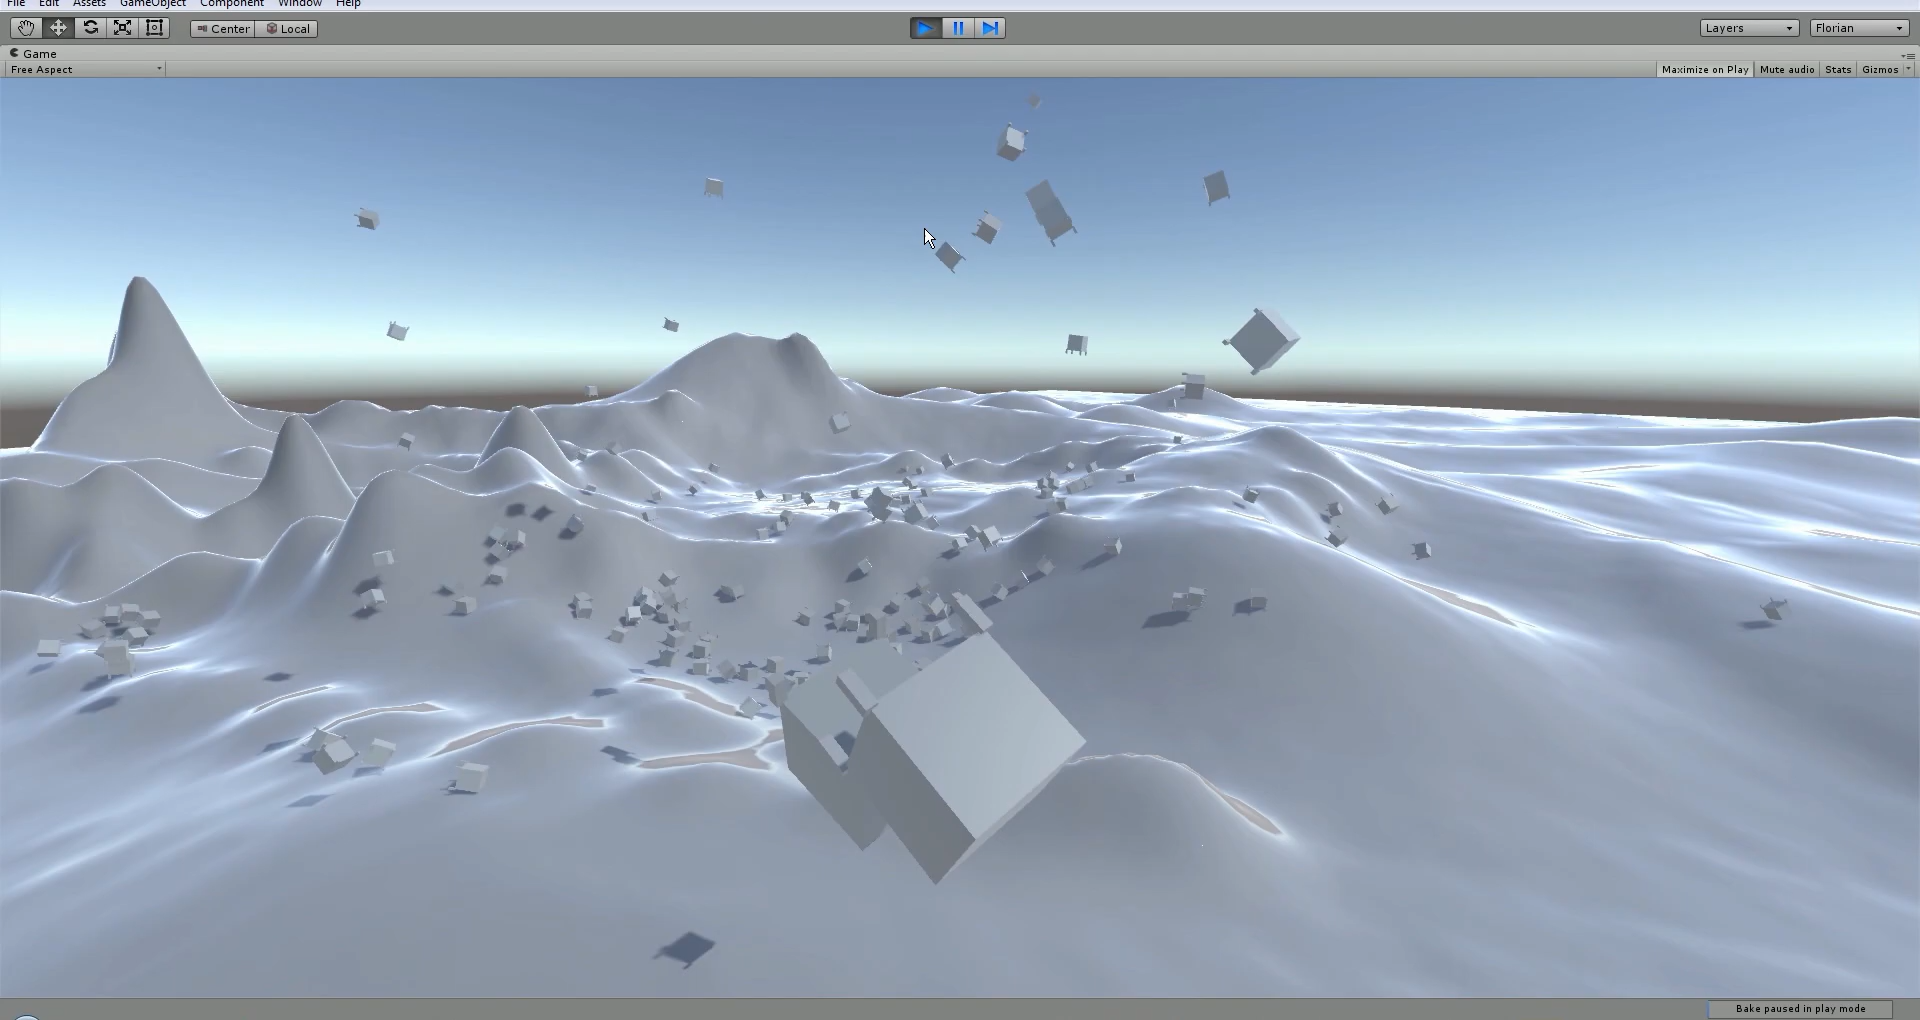 File Edit Assets GameObject Component Window Help
Center Local Layers Florian
Game
Free Aspect Maximize on Play Mute audio Stats Gizmos
Bake paused in play mode